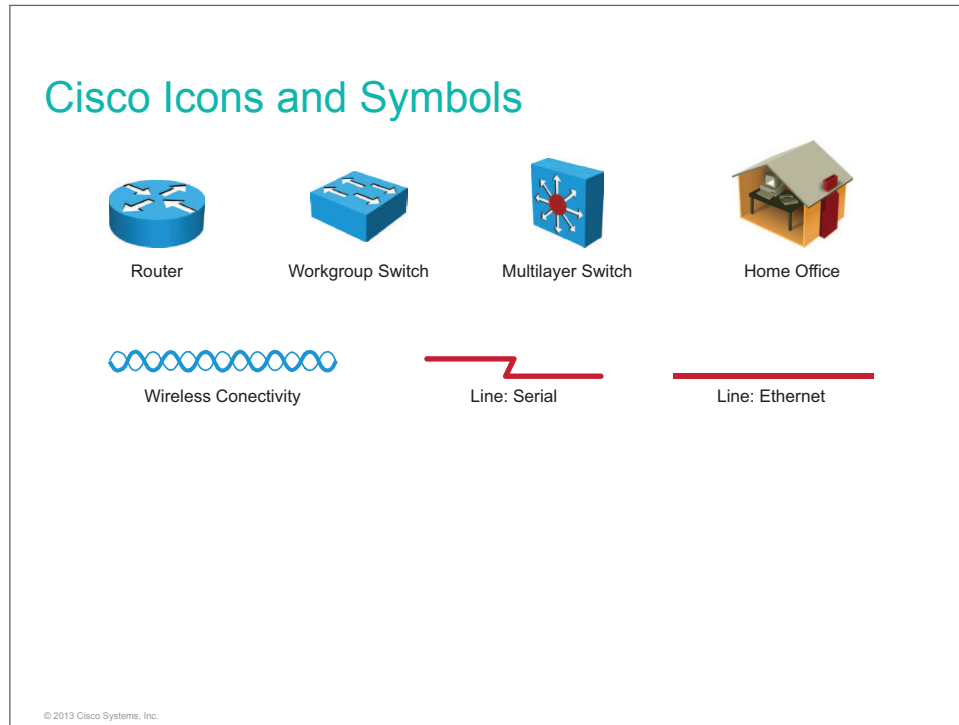 Cisco Icons and Symbols
Router
Workgroup Switch
Multilayer Switch
Home Office
Wireless Conectivity
Line: Serial
Line: Ethernet
© 2013 Cisco Systems, Inc.